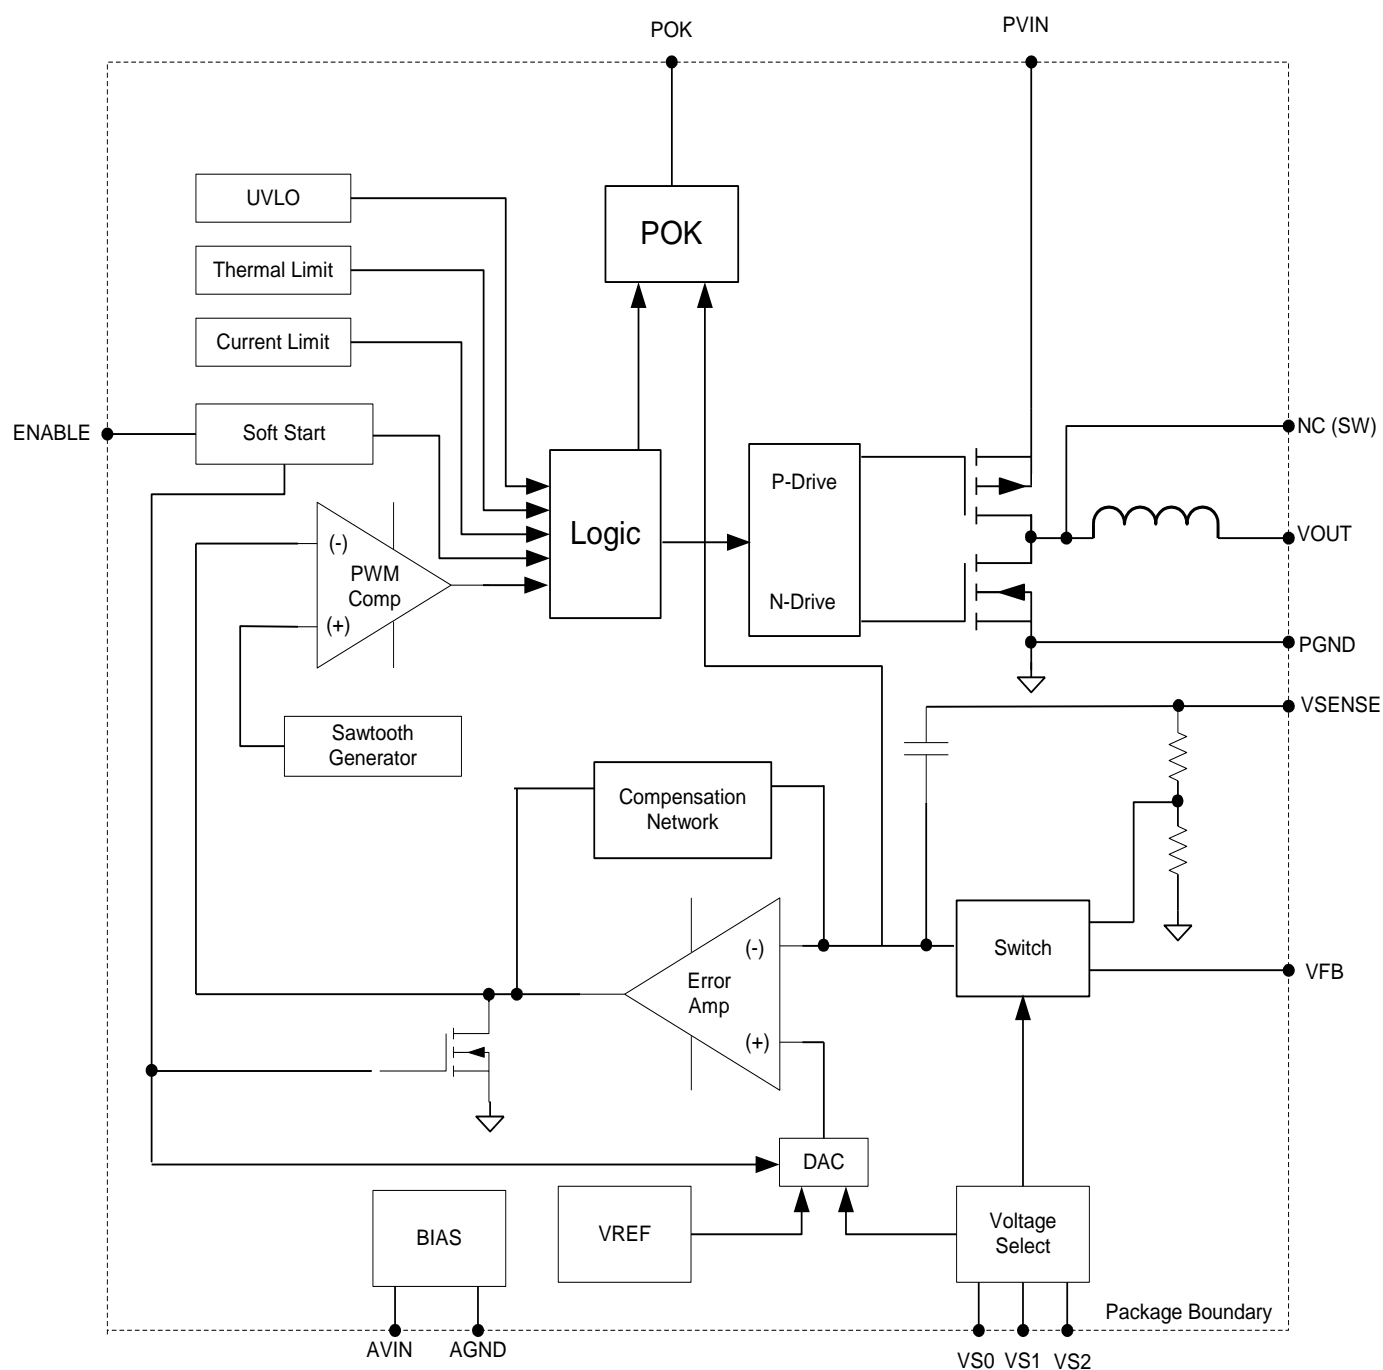 POK
PVIN
UVLO
POK
Thermal Limit
Current Limit
ENABLE
Soft Start
NC (SW)
P-Drive
Logic
VOUT
(-)
PWM
Comp
(+)
N-Drive
PGND
VSENSE
Sawtooth
Generator
Compensation
Network
(-)
Switch
Error
Amp
VFB
(+)
DAC
BIAS
VREF
Voltage
Select
Package Boundary
AVIN
AGND
VS0
VS1
VS2